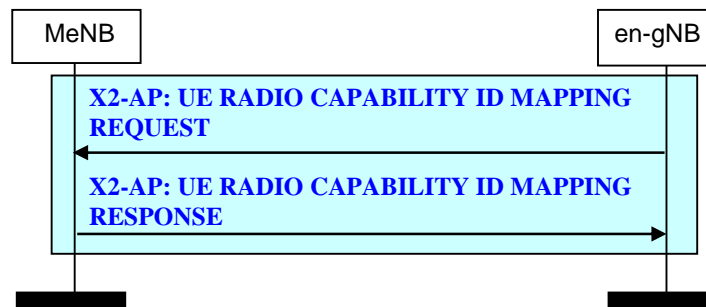 MeNB
en-gNB
X2-AP: UE RADIO CAPABILITY ID MAPPING
REQUEST
X2-AP: UE RADIO CAPABILITY ID MAPPING
RESPONSE